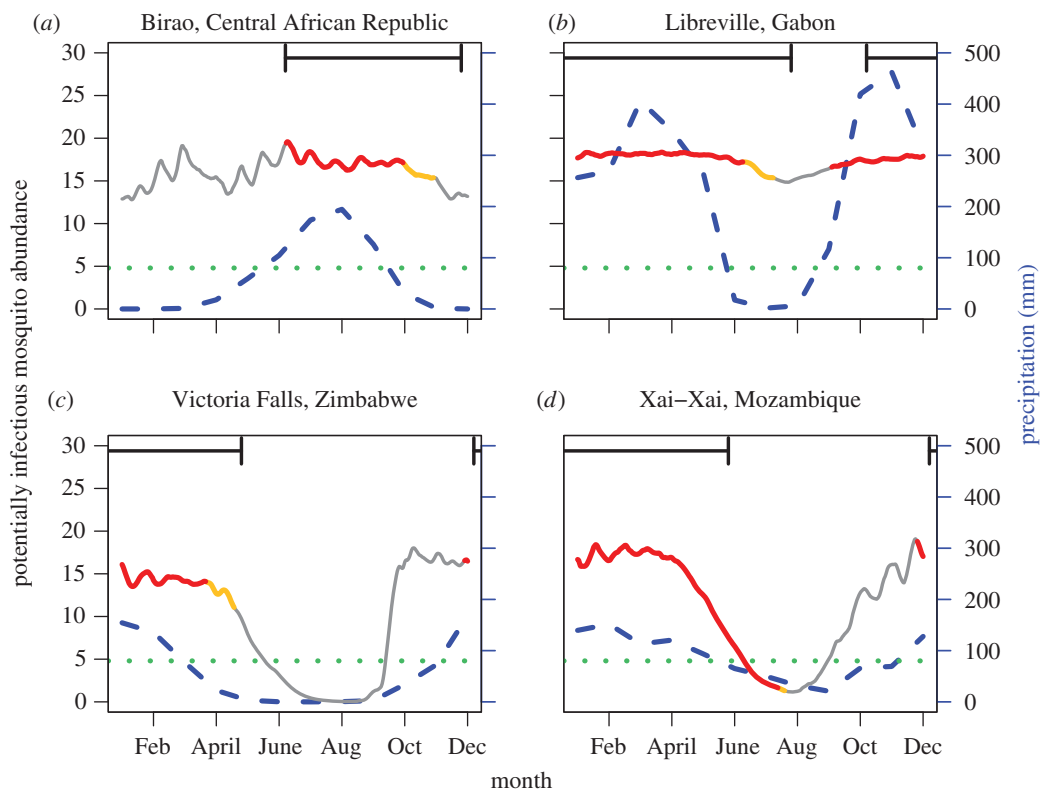 (a) Birao, Central African Republic
(b) Libreville, Gabon
30
25
20
15
10
5
0
500
400
300
200
100
0
(c) Victoria Falls, Zimbabwe
(d) Xai–Xai, Mozambique
30
25
20
15
10
5
0
500
400
300
200
100
0
Feb April June Aug Oct Dec
Feb April June Aug Oct Dec
month
potentially infectious mosquito abundance
precipitation (mm)